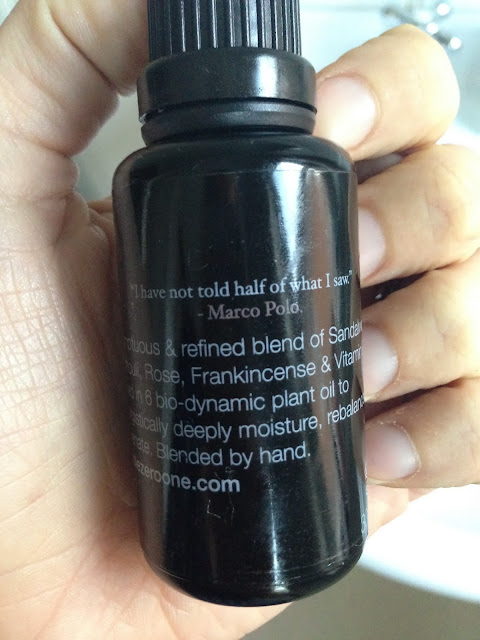 "I have not told half of what I saw."
- Marco Polo.
& refined blend of
Rose, Frankincense &
in 6 bio-dynamic plant oil to
deeply moisture,
Blended by hand.